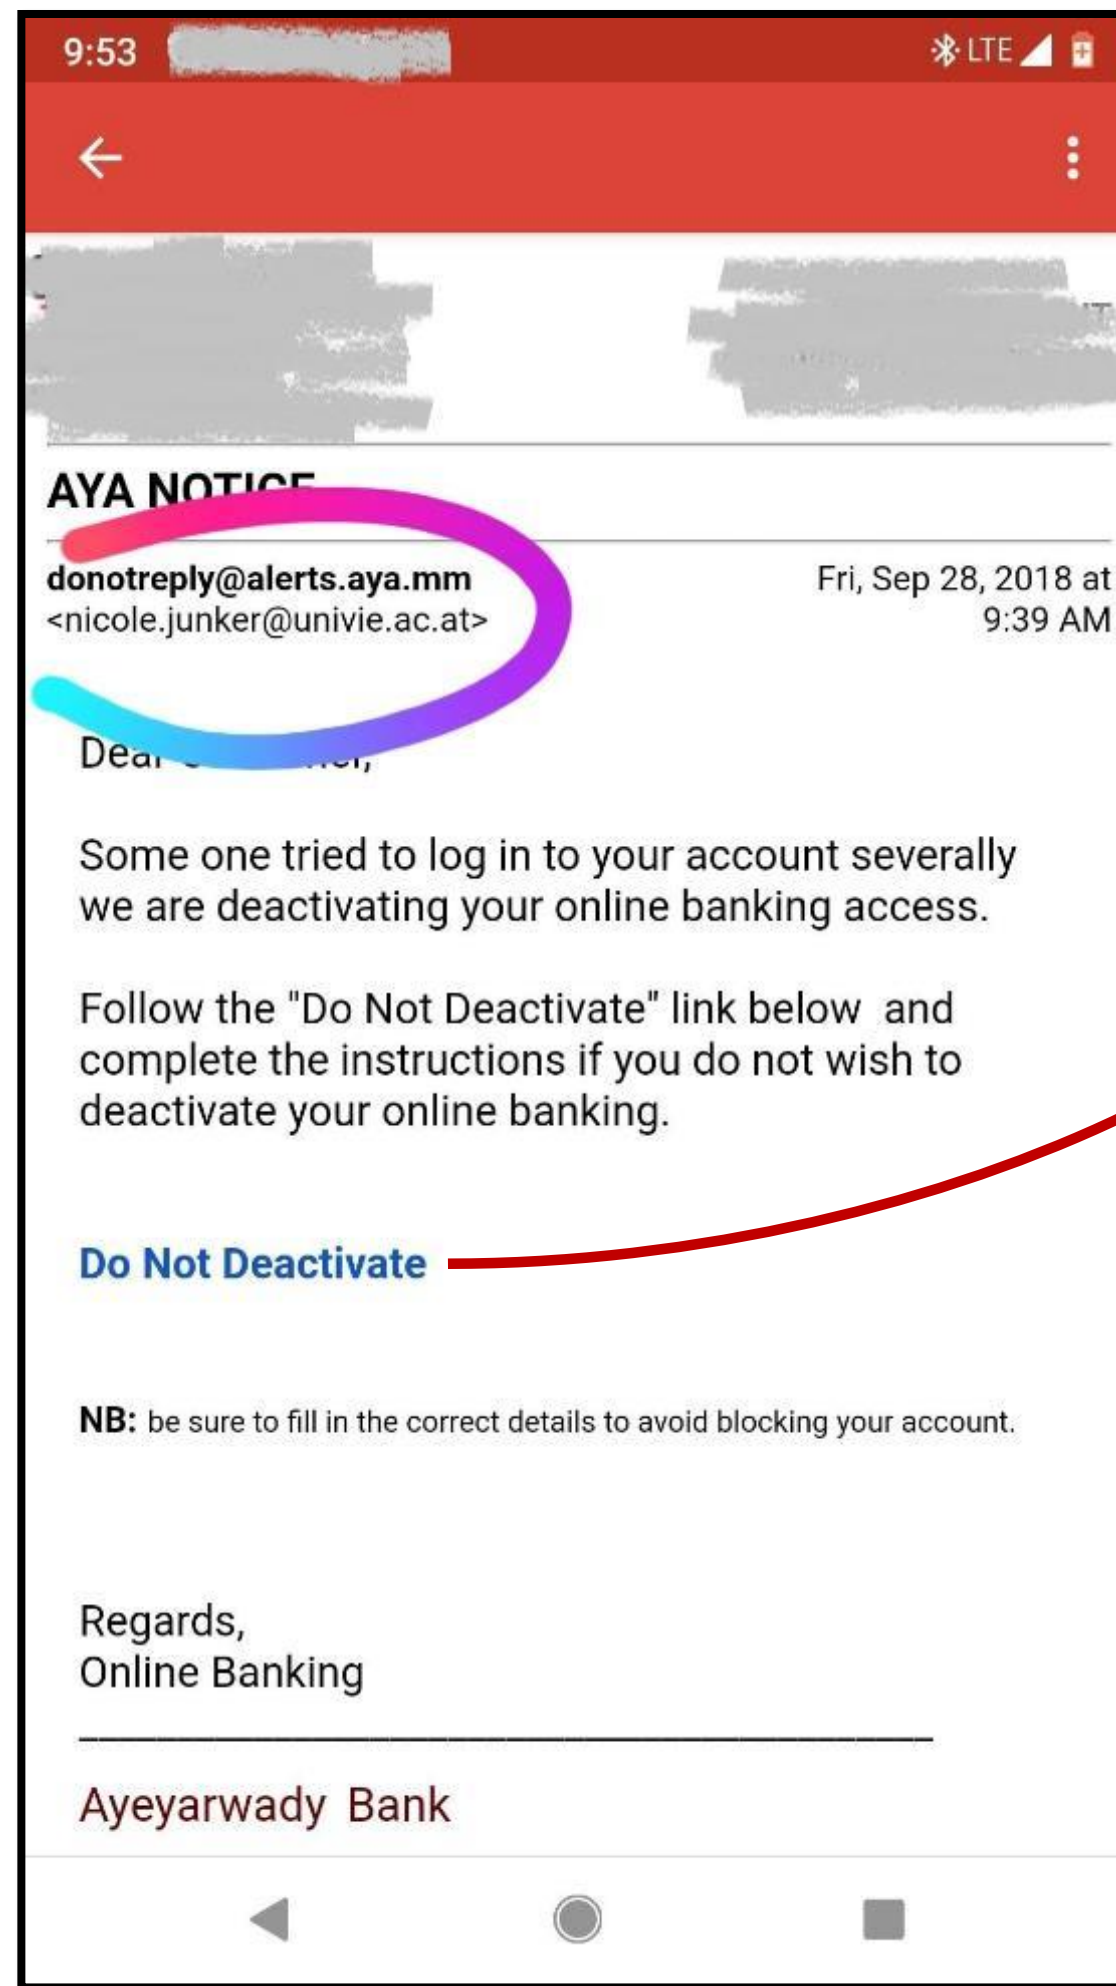 9:53 LTE
AYA NOTICE
donotreply@alerts.aya.mm
<nicole.junker@univie.ac.at>
Fri, Sep 28, 2018 at
9:39 AM
Dear
Some one tried to log in to your account severally
we are deactivating your online banking access.
Follow the "Do Not Deactivate" link below and
complete the instructions if you do not wish to
deactivate your online banking.
Do Not Deactivate
NB: be sure to fill in the correct details to avoid blocking your account.
Regards,
Online Banking
Ayeyarwady Bank